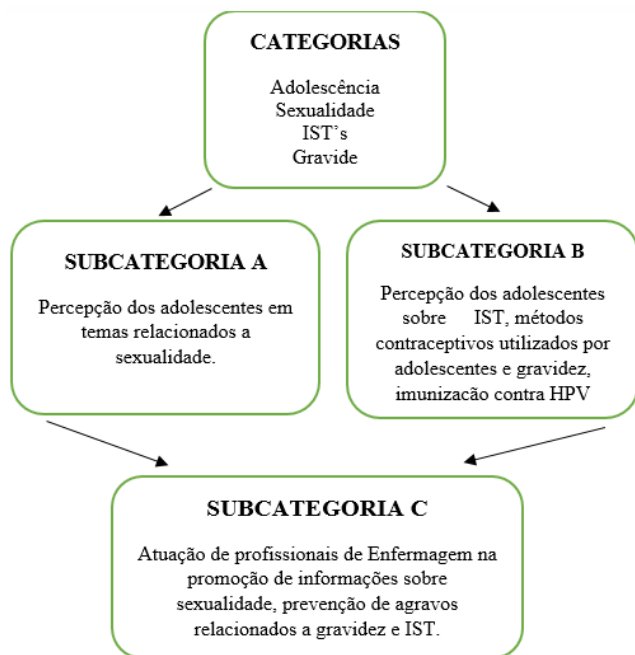 CATEGORIAS
Adolescência
Sexualidade
IST's
Gravide
SUBCATEGORIA A
Percepção dos adolescentes em
temas relacionados a
sexualidade.
SUBCATEGORIA B
Percepção dos adolescentes
sobre IST, métodos
contraceptivos utilizados por
adolescentes e gravidez,
imunizacão contra HPV
SUBCATEGORIA C
Atuação de profissionais de Enfermagem na
promoção de informações sobre
sexualidade, prevenção de agravos
relacionados a gravidez e IST.